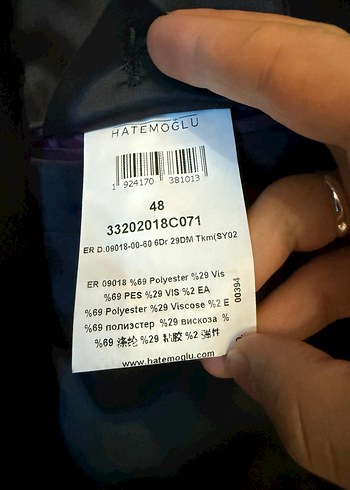 HATEMOĞLU
1 924170 381013
48
33202018C071
ER D.09018-00-60 6Dr 29DM Tkm(SY02
ER 09018 %69 Polyester %29 Vis
%69 PES %29 VIS %2 EA
%69 Polyester %29 Viscose %2 E
%69 полиэстер %29 вискоза %
%69 涤纶 %29 粘胶 %2 弹性
www.hatemoglu.com
00394